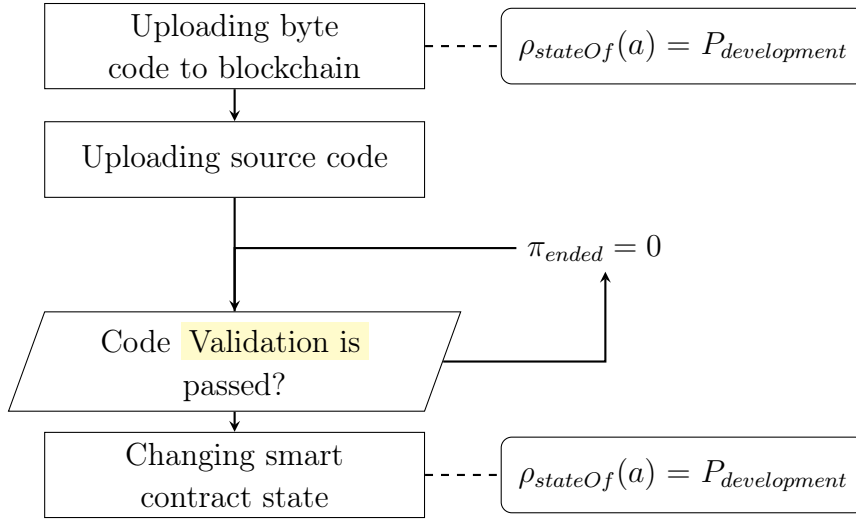 Uploading byte
code to blockchain
ρ_{stateOf}(a) = P_{development}
Uploading source code
π_{ended} = 0
Code Validation is
passed?
Changing smart
contract state
ρ_{stateOf}(a) = P_{development}